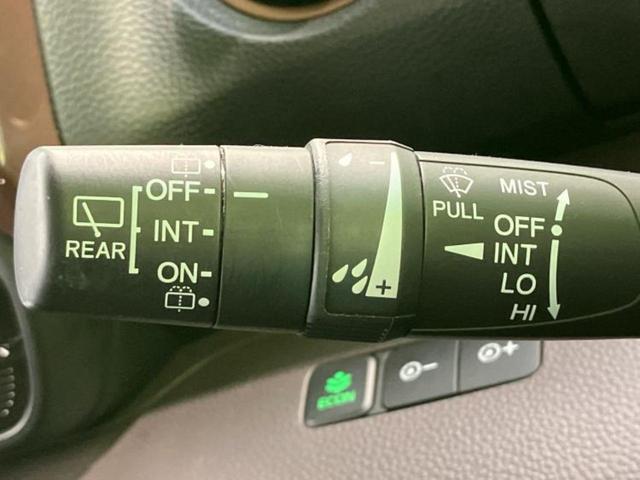 OFF
INT
ON
REAR
- 
+
PULL
MIST
OFF
INT
LO
HI
ECON
-
+